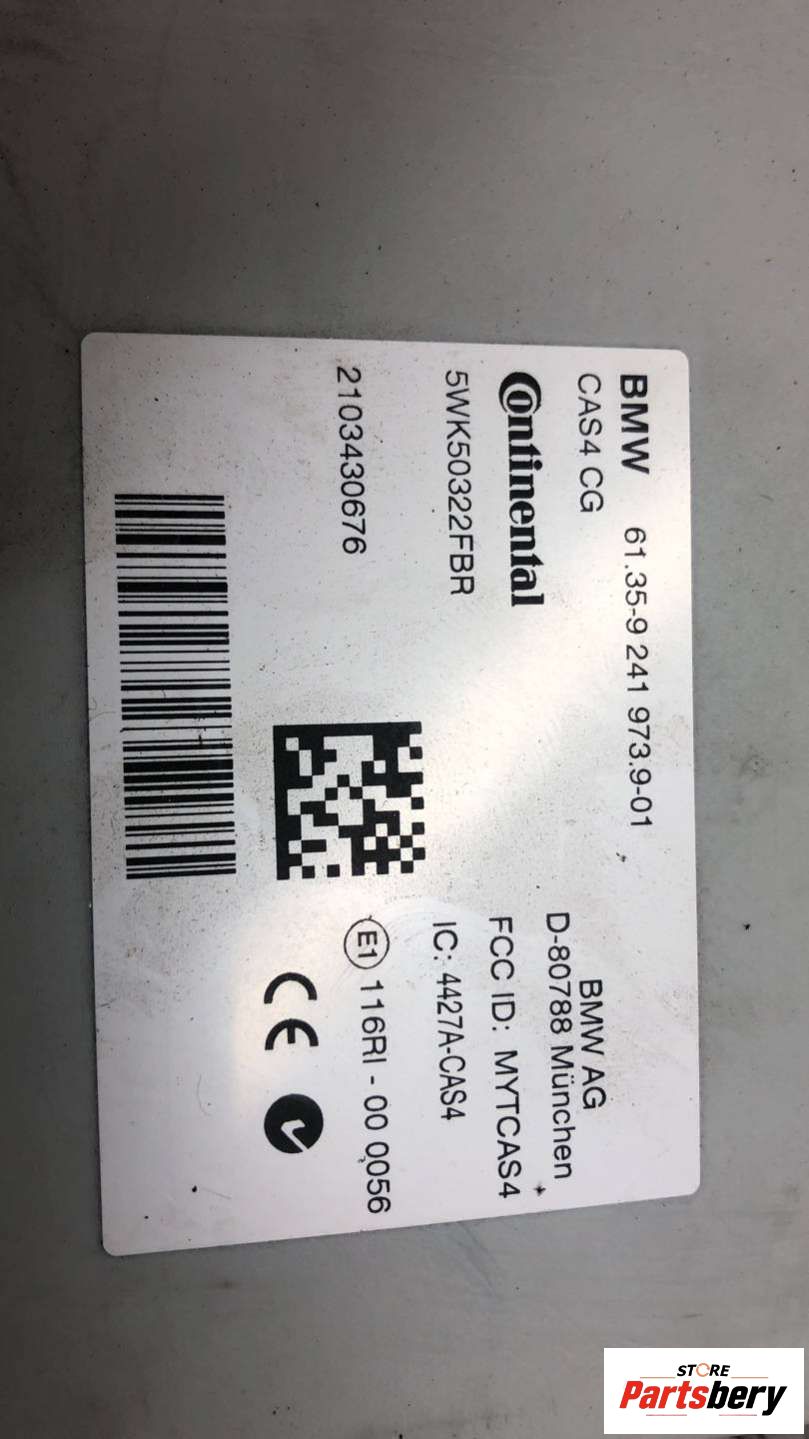 BMW 61.35-9 241 973.9-01
CAS4 CG
Continental
5WK50322FBR
2103430676
BMW AG
D-80788 München
FCC ID: MYTCAS4
IC: 4427A-CAS4
E1 116RI - 00 0056
CE
STORE
Partsbery